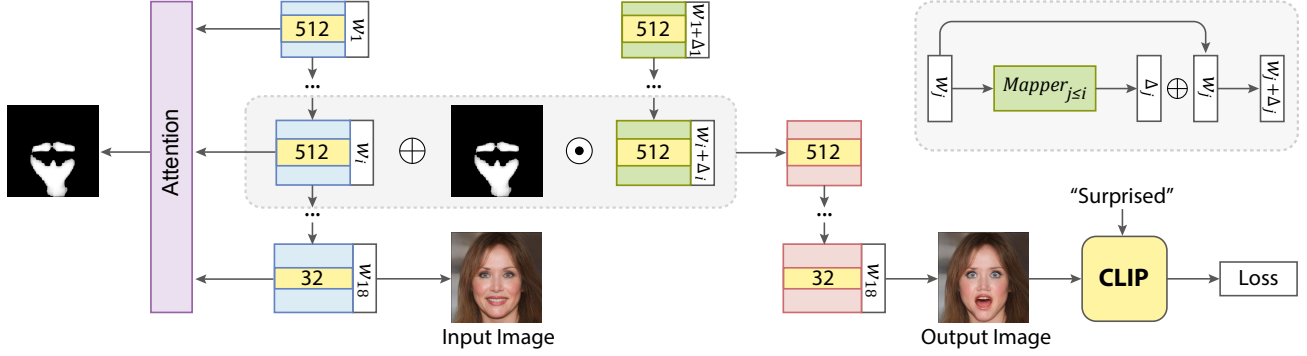 Attention
512
w₁
512
w₁+Δ₁
...
...
512
wᵢ
⊕
⊙
512
wᵢ+Δᵢ
512
...
...
32
w₁₈
Input Image
32
w₁₈
Output Image
"Surprised"
CLIP
Loss
wⱼ
Mapperⱼ≤ᵢ
Δⱼ
⊕
wⱼ
wⱼ+Δⱼ